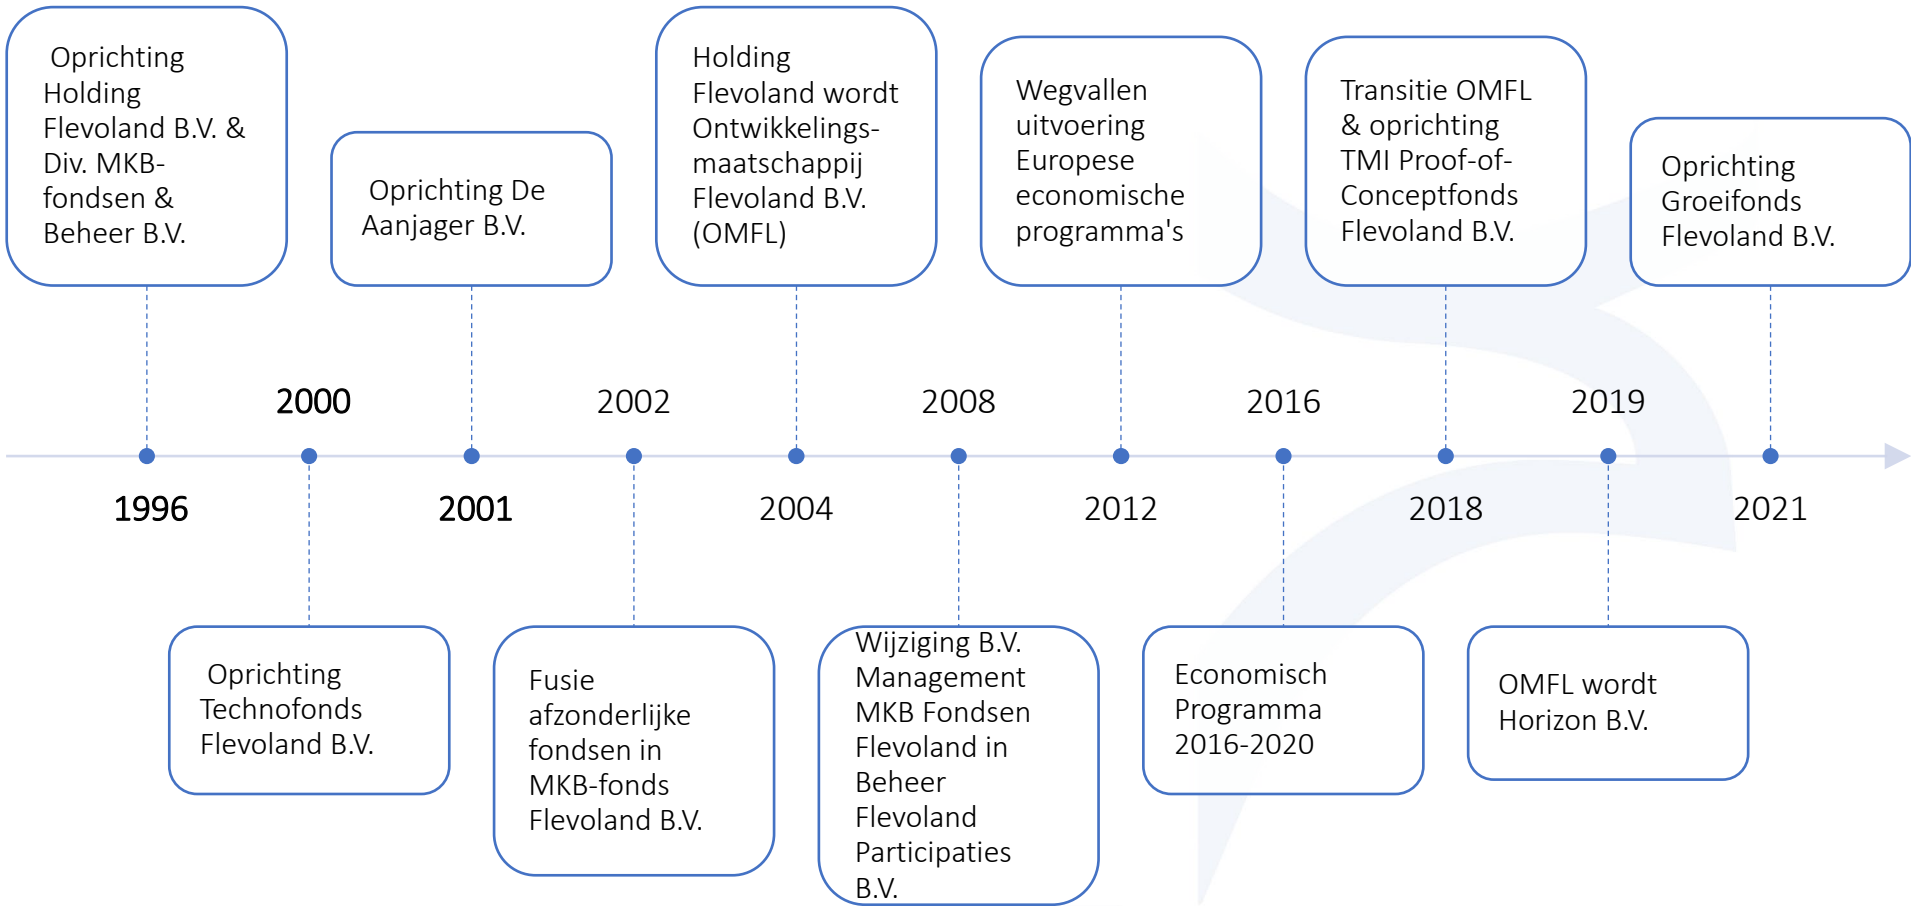 Oprichting
Holding
Flevoland B.V. &
Div. MKB-
fondsen &
Beheer B.V.
Oprichting De
Aanjager B.V.
Holding
Flevoland wordt
Ontwikkelings-
maatschappij
Flevoland B.V.
(OMFL)
Wegvallen
uitvoering
Europese
economische
programma's
Transitie OMFL
& oprichting
TMI Proof-of-
Conceptfonds
Flevoland B.V.
Oprichting
Groeifonds
Flevoland B.V.
2000
2002
2008
2016
2019
1996
2001
2004
2012
2018
2021
Oprichting
Technofonds
Flevoland B.V.
Fusie
afzonderlijke
fondsen in
MKB-fonds
Flevoland B.V.
Wijziging B.V.
Management
MKB Fondsen
Flevoland in
Beheer
Flevoland
Participaties
B.V.
Economisch
Programma
2016-2020
OMFL wordt
Horizon B.V.